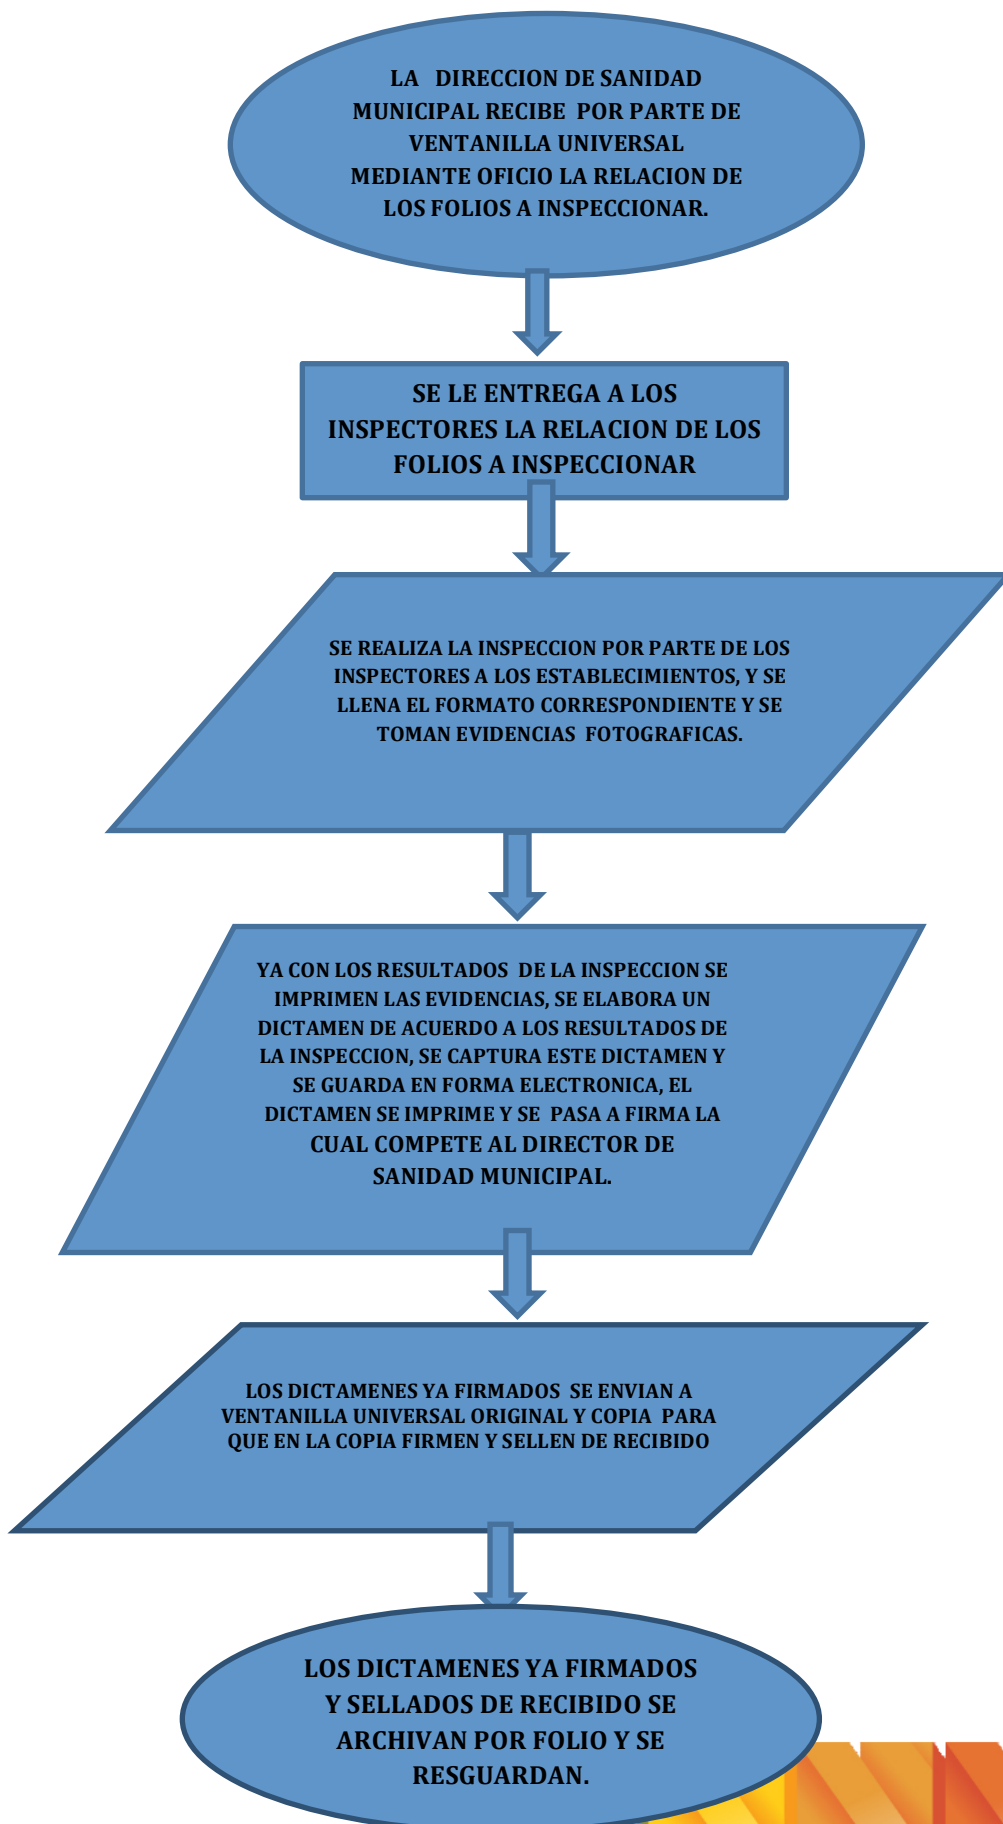 LA DIRECCION DE SANIDAD
MUNICIPAL RECIBE POR PARTE DE
VENTANILLA UNIVERSAL
MEDIANTE OFICIO LA RELACION DE
LOS FOLIOS A INSPECCIONAR.
SE LE ENTREGA A LOS
INSPECTORES LA RELACION DE LOS
FOLIOS A INSPECCIONAR
SE REALIZA LA INSPECCION POR PARTE DE LOS
INSPECTORES A LOS ESTABLECIMIENTOS, Y SE
LLENA EL FORMATO CORRESPONDIENTE Y SE
TOMAN EVIDENCIAS FOTOGRAFICAS.
YA CON LOS RESULTADOS DE LA INSPECCION SE
IMPRIMEN LAS EVIDENCIAS, SE ELABORA UN
DICTAMEN DE ACUERDO A LOS RESULTADOS DE
LA INSPECCION, SE CAPTURA ESTE DICTAMEN Y
SE GUARDA EN FORMA ELECTRONICA, EL
DICTAMEN SE IMPRIME Y SE PASA A FIRMA LA
CUAL COMPETE AL DIRECTOR DE
SANIDAD MUNICIPAL.
LOS DICTAMENES YA FIRMADOS SE ENVIAN A
VENTANILLA UNIVERSAL ORIGINAL Y COPIA PARA
QUE EN LA COPIA FIRMEN Y SELLEN DE RECIBIDO
LOS DICTAMENES YA FIRMADOS
Y SELLADOS DE RECIBIDO SE
ARCHIVAN POR FOLIO Y SE
RESGUARDAN.